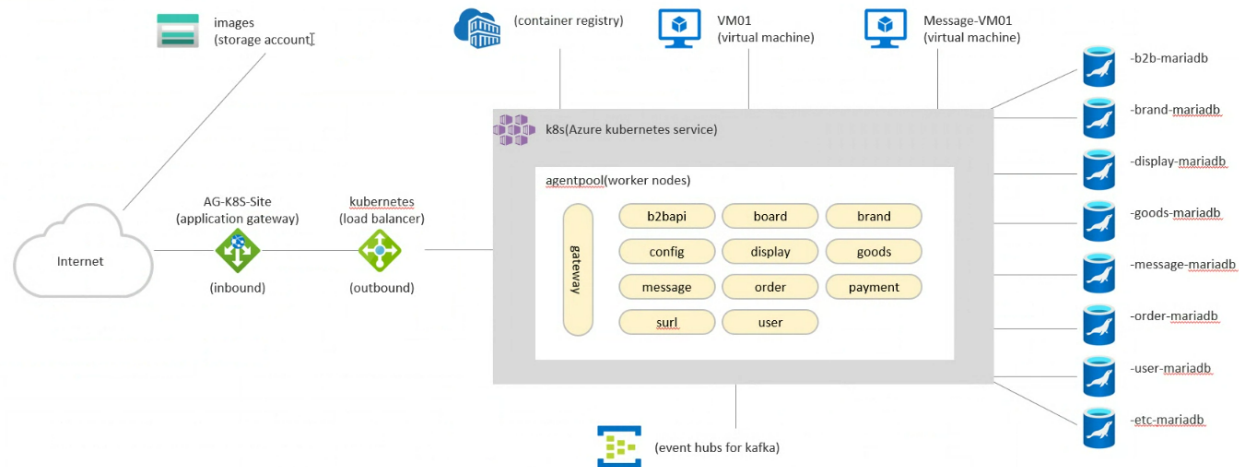 images
(storage account)
(container registry)
VM01
(virtual machine)
Message-VM01
(virtual machine)
-b2b-mariadb
-brand-mariadb
-display-mariadb
-goods-mariadb
-message-mariadb
-order-mariadb
-user-mariadb
-etc-mariadb
k8s(Azure kubernetes service)
agentpool(worker nodes)
gateway
b2bapi
board
brand
config
display
goods
message
order
payment
surl
user
Internet
AG-K8S-Site
(application gateway)
(inbound)
kubernetes
(load balancer)
(outbound)
(event hubs for kafka)